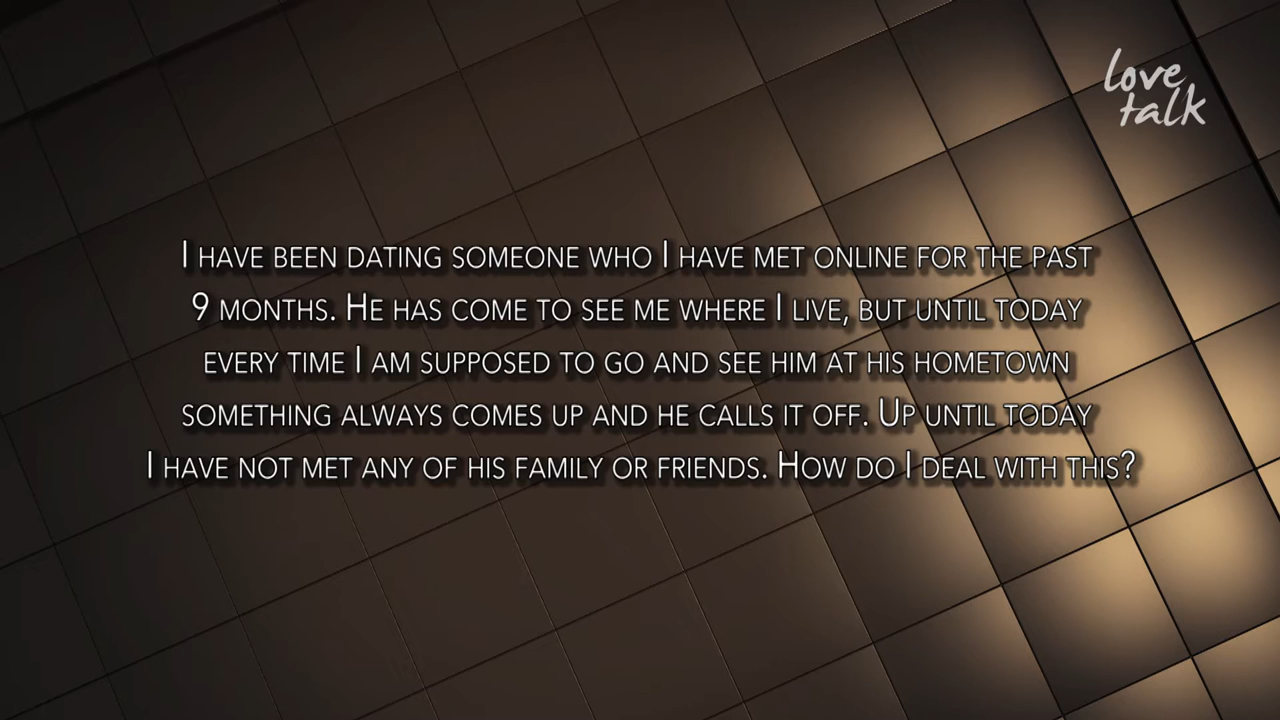 love
talk
I HAVE BEEN DATING SOMEONE WHO I HAVE MET ONLINE FOR THE PAST
9 MONTHS. HE HAS COME TO SEE ME WHERE I LIVE, BUT UNTIL TODAY
EVERY TIME I AM SUPPOSED TO GO AND SEE HIM AT HIS HOMETOWN
SOMETHING ALWAYS COMES UP AND HE CALLS IT OFF. UP UNTIL TODAY
I HAVE NOT MET ANY OF HIS FAMILY OR FRIENDS. HOW DO I DEAL WITH THIS?